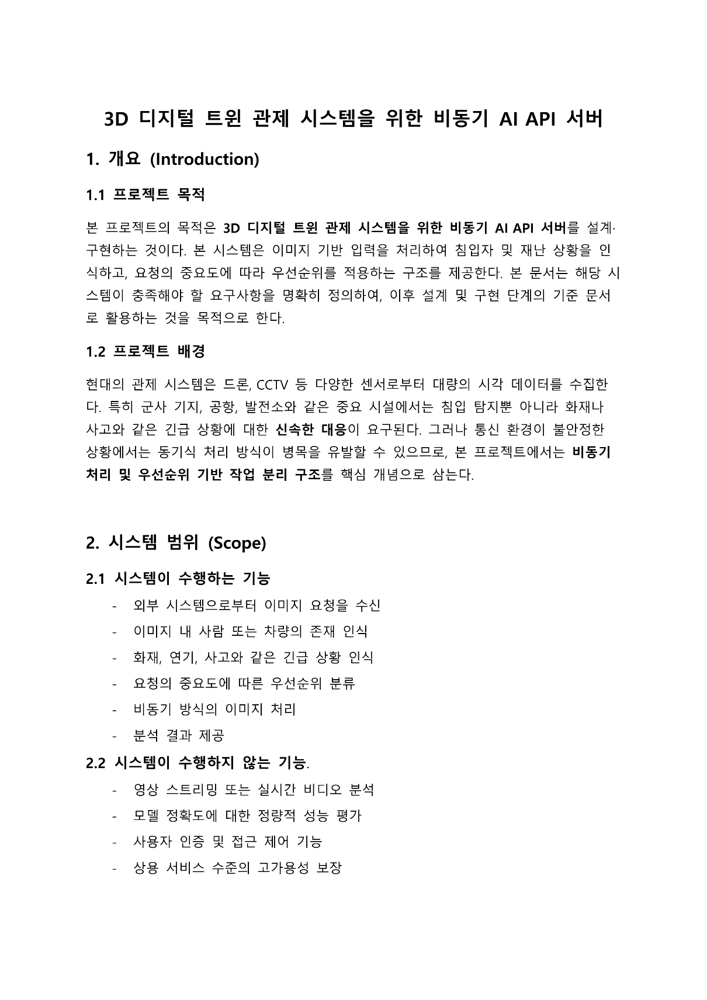 3D 디지털 트윈 관제 시스템을 위한 비동기 AI API 서버
1. 개요 (Introduction)
1.1 프로젝트 목적
본 프로젝트의 목적은 3D 디지털 트윈 관제 시스템을 위한 비동기 AI API 서버를 설계·
구현하는 것이다. 본 시스템은 이미지 기반 입력을 처리하여 침입자 및 재난 상황을 인
식하고, 요청의 중요도에 따라 우선순위를 적용하는 구조를 제공한다. 본 문서는 해당 시
스템이 충족해야 할 요구사항을 명확히 정의하여, 이후 설계 및 구현 단계의 기준 문서
로 활용하는 것을 목적으로 한다.
1.2 프로젝트 배경
현대의 관제 시스템은 드론, CCTV 등 다양한 센서로부터 대량의 시각 데이터를 수집한
다. 특히 군사 기지, 공항, 발전소와 같은 중요 시설에서는 침입 탐지뿐 아니라 화재나
사고와 같은 긴급 상황에 대한 신속한 대응이 요구된다. 그러나 통신 환경이 불안정한
상황에서는 동기식 처리 방식이 병목을 유발할 수 있으므로, 본 프로젝트에서는 비동기
처리 및 우선순위 기반 작업 분리 구조를 핵심 개념으로 삼는다.
2. 시스템 범위 (Scope)
2.1 시스템이 수행하는 기능
- 외부 시스템으로부터 이미지 요청을 수신
- 이미지 내 사람 또는 차량의 존재 인식
- 화재, 연기, 사고와 같은 긴급 상황 인식
- 요청의 중요도에 따른 우선순위 분류
- 비동기 방식의 이미지 처리
- 분석 결과 제공
2.2 시스템이 수행하지 않는 기능.
- 영상 스트리밍 또는 실시간 비디오 분석
- 모델 정확도에 대한 정량적 성능 평가
- 사용자 인증 및 접근 제어 기능
- 상용 서비스 수준의 고가용성 보장